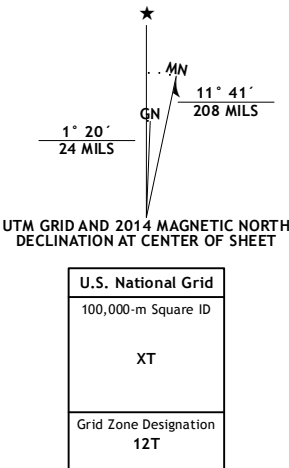 ★
MN
11° 41´
208 MILS
GN
1° 20´
24 MILS
UTM GRID AND 2014 MAGNETIC NORTH
DECLINATION AT CENTER OF SHEET
U.S. National Grid
100,000-m Square ID
XT
Grid Zone Designation
12T